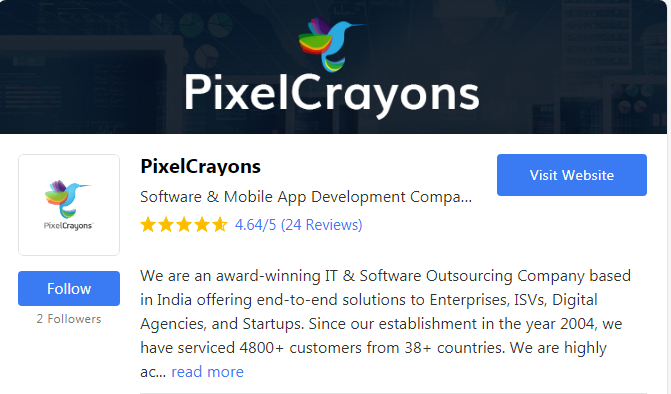 PixelCrayons
PixelCrayons
Visit Website
Software & Mobile App Development Compa...
PixelCrayons
4.64/5 (24 Reviews)
We are an award-winning IT & Software Outsourcing Company based
in India offering end-to-end solutions to Enterprises, ISVs, Digital
Follow
Agencies, and Startups. Since our establishment in the year 2004, we
2 Followers
have serviced 4800+ customers from 38+ countries. We are highly
ac... read more